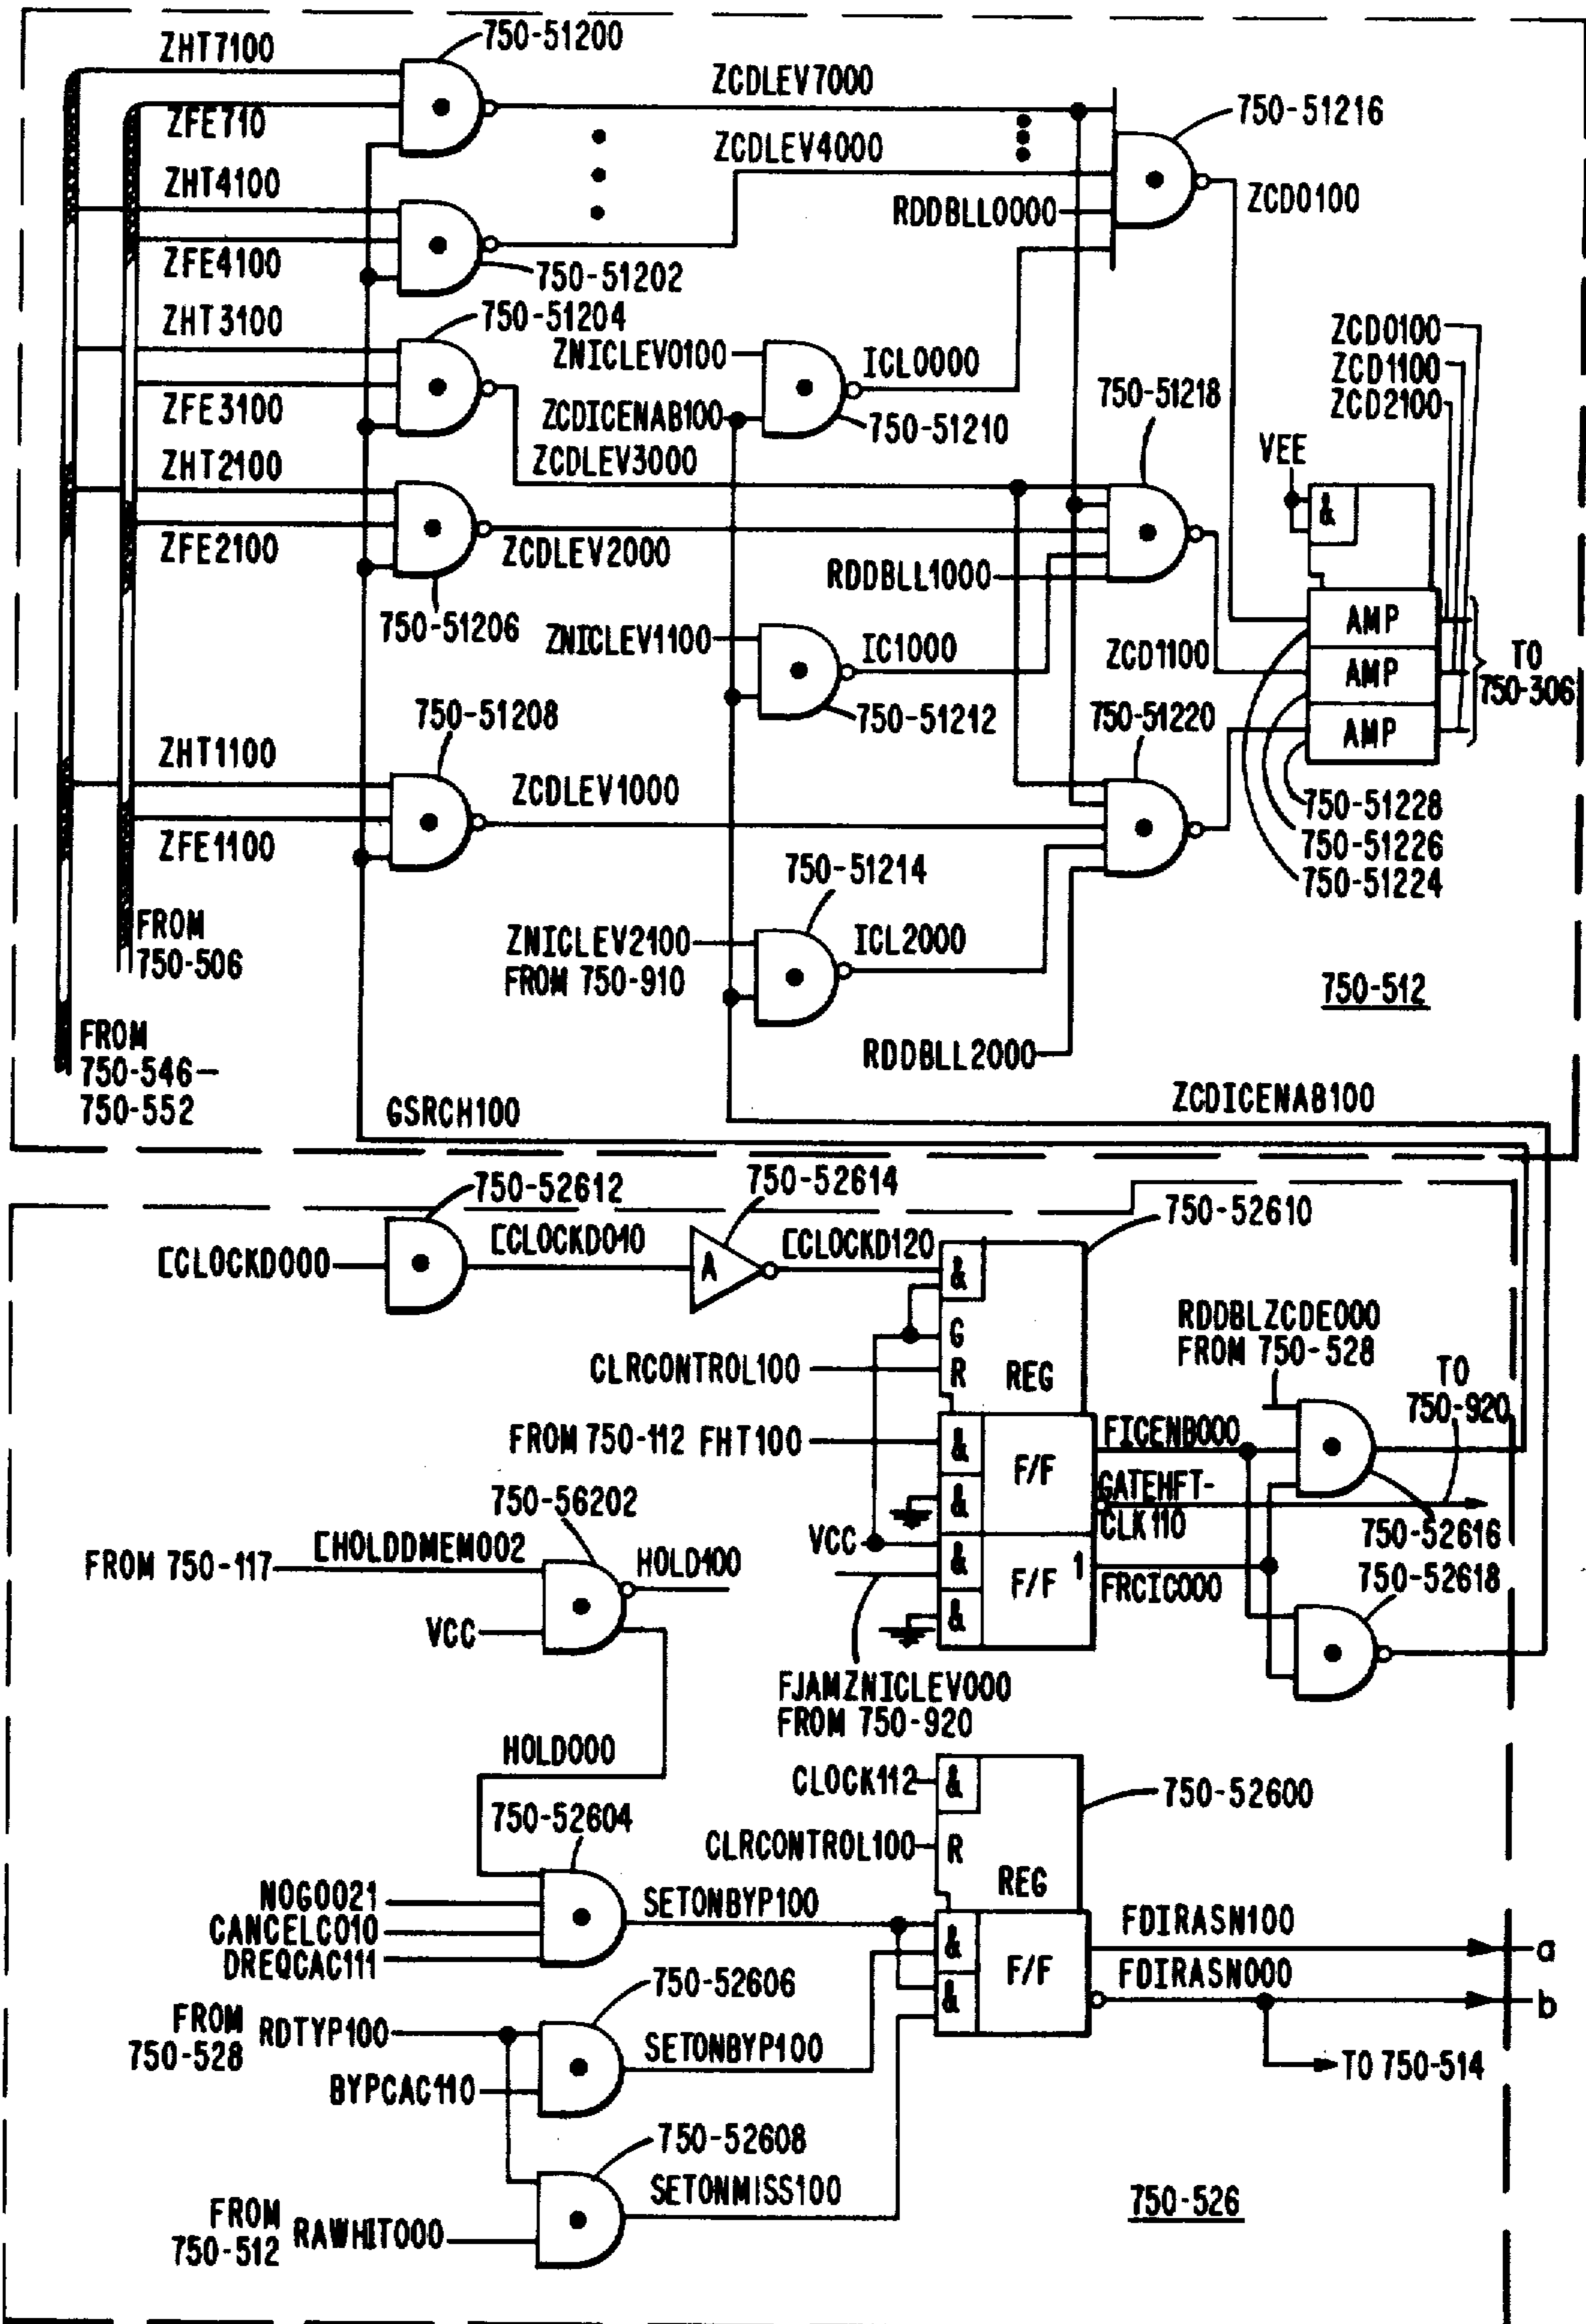 750-51200
ZHT7100
ZCDLEV7000
ZFE710
750-51216
ZCDLEV4000
ZHT4100
RDDBLL0000
ZCD0100
ZFE4100
750-51202
ZHT3100
750-51204
ZNICLEV0100
ICL0000
ZCD0100
ZCD1100
ZCD2100
750-51218
ZFE3100
ZCDICENAB100
750-51210
ZHT2100
ZCDLEV3000
VEE
&
ZFE2100
ZCDLEV2000
RDDBLL1000
750-51206
AMP
ZNICLEV1100
IC1000
ZCD1100
AMP
TO
750-306
750-51208
750-51212
750-51220
AMP
ZHT1100
ZCDLEV1000
750-51228
750-51226
750-51224
ZFE1100
750-51214
FROM
750-506
ZNICLEV2100
FROM 750-910
ICL2000
750-512
FROM
750-546-
750-552
RDDBLL2000
GSRCH100
ZCDICENAB100
750-52612
750-52614
750-52610
[CLOCKD000
[CLOCKD010
A
[CLOCKD120
&
G
R
REG
CLRCONTROL100
RDDBLZCDE000
FROM 750-528
TO
750-920
FROM 750-112 FHT100
&
F/F
FICENB000
&
GATEHFT-
CLK110
750-56202
750-52616
VCC
&
F/F
1
FRCIC000
750-52618
FROM 750-117
[HOLDDMEM002
HOLD100
&
VCC
FJAMZNICLEV000
FROM 750-920
HOLD000
CLOCK112
&
750-52600
750-52604
CLRCONTROL100
R
REG
NOGO021
CANCELC010
DREQCAC111
SETONBYP100
&
F/F
FDIRASN100
a
750-52606
&
FDIRASN000
b
FROM
750-528
RDTYP100
SETONBYP100
TO 750-514
BYPCAC110
750-52608
SETONMISS100
FROM
750-512
RAWHIT000
750-526